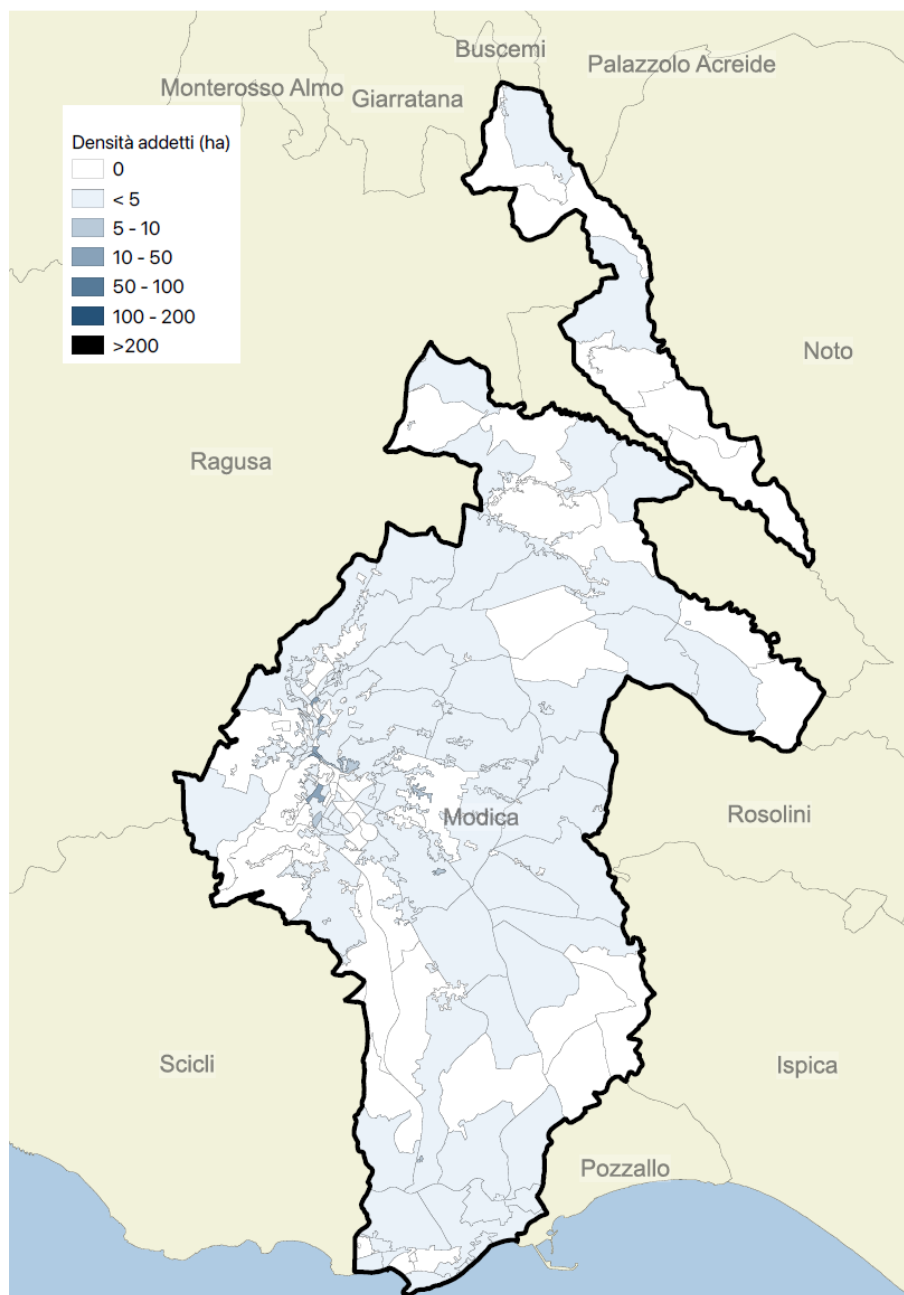 Buscemi
Palazzolo Acreide
Monterosso Almo
Giarratana
Densità addetti (ha)
0
< 5
5 - 10
10 - 50
50 - 100
100 - 200
>200
Noto
Ragusa
Rosolini
Modica
Scicli
Ispica
Pozzallo